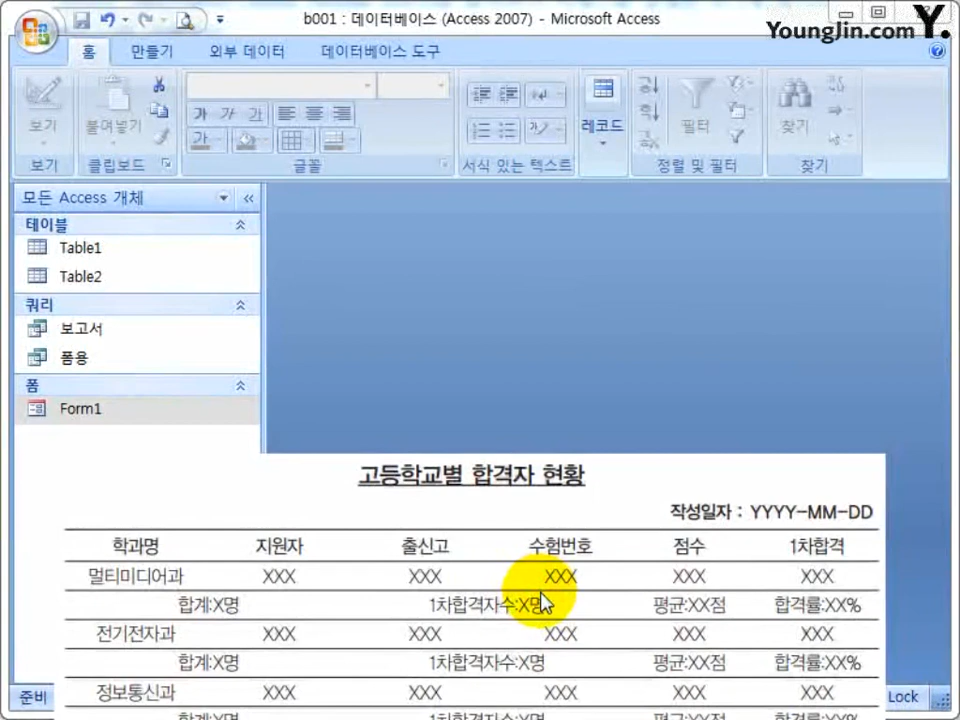 b001 : 데이터베이스 (Access 2007) - Microsoft Access
YoungJin.com Y.
홈 만들기 외부 데이터 데이터베이스 도구
보기 붙여넣기 가 가 가 가 레코드 필터 찾기
보기 클립보드 글꼴 서식 있는 텍스트 정렬 및 필터 찾기
모든 Access 개체
테이블
Table1
Table2
쿼리
보고서
폼용
폼
Form1
고등학교별 합격자 현황
작성일자 : YYYY-MM-DD
학과명 지원자 출신고 수험번호 점수 1차합격
멀티미디어과 XXX XXX XXX XXX XXX
합계:X명 1차합격자수:X명 평균:XX점 합격률:XX%
전기전자과 XXX XXX XXX XXX XXX
합계:X명 1차합격자수:X명 평균:XX점 합격률:XX%
정보통신과 XXX XXX XXX XXX XXX
준비 Lock